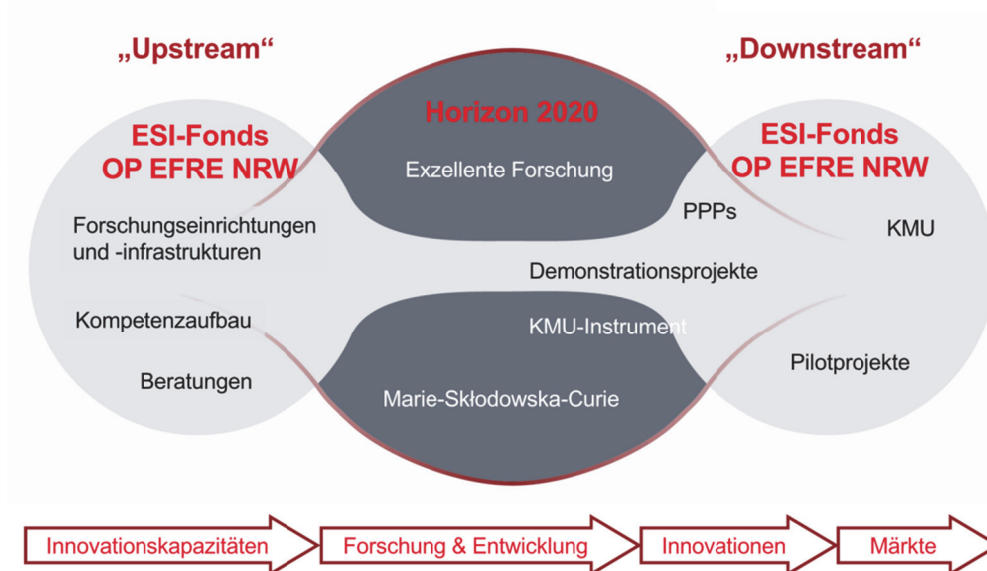 „Upstream“
„Downstream“
ESI-Fonds
OP EFRE NRW
Horizon 2020
ESI-Fonds
OP EFRE NRW
Exzellente Forschung
Forschungseinrichtungen
und -infrastrukturen
PPPs
KMU
Demonstrationsprojekte
Kompetenzaufbau
KMU-Instrument
Beratungen
Pilotprojekte
Marie-Skłodowska-Curie
Innovationskapazitäten
Forschung & Entwicklung
Innovationen
Märkte